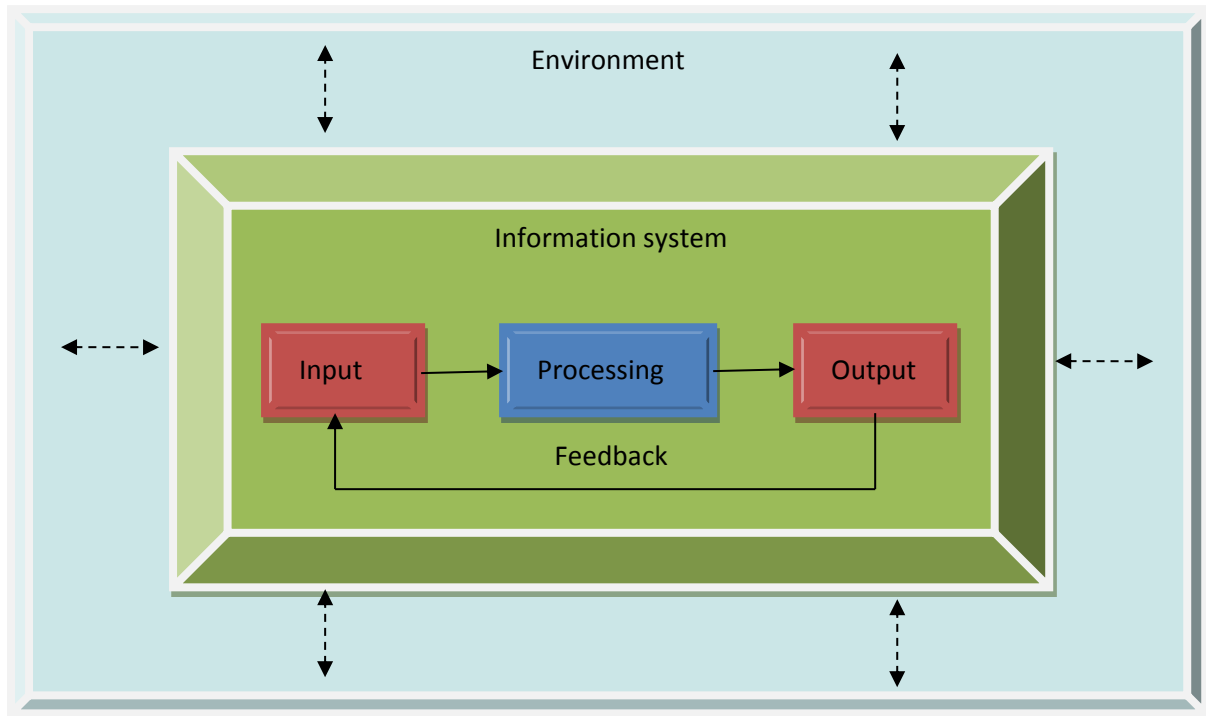 Environment
Information system
Input
Processing
Output
Feedback